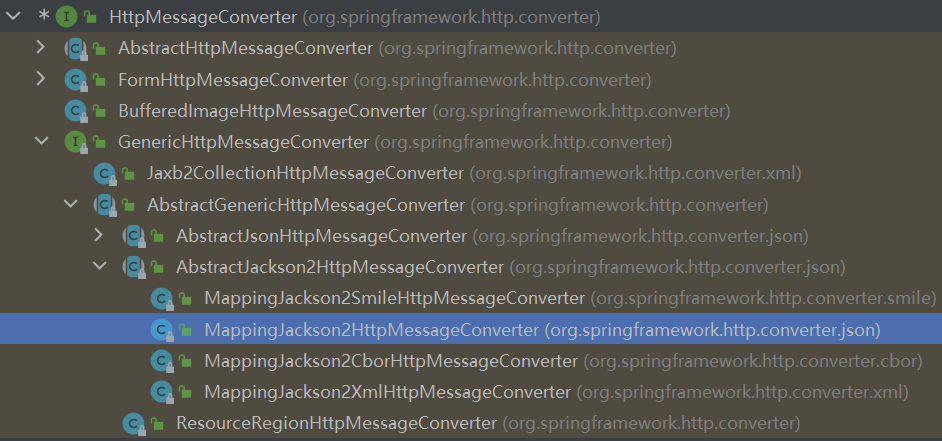 * HttpMessageConverter (org.springframework.http.converter)
AbstractHttpMessageConverter (org.springframework.http.converter)
FormHttpMessageConverter (org.springframework.http.converter)
BufferedImageHttpMessageConverter (org.springframework.http.converter)
GenericHttpMessageConverter (org.springframework.http.converter)
Jaxb2CollectionHttpMessageConverter (org.springframework.http.converter.xml)
AbstractGenericHttpMessageConverter (org.springframework.http.converter)
AbstractJsonHttpMessageConverter (org.springframework.http.converter.json)
AbstractJackson2HttpMessageConverter (org.springframework.http.converter.json)
MappingJackson2SmileHttpMessageConverter (org.springframework.http.converter.smile)
MappingJackson2HttpMessageConverter (org.springframework.http.converter.json)
MappingJackson2CborHttpMessageConverter (org.springframework.http.converter.cbor)
MappingJackson2XmlHttpMessageConverter (org.springframework.http.converter.xml)
ResourceRegionHttpMessageConverter (org.springframework.http.converter)